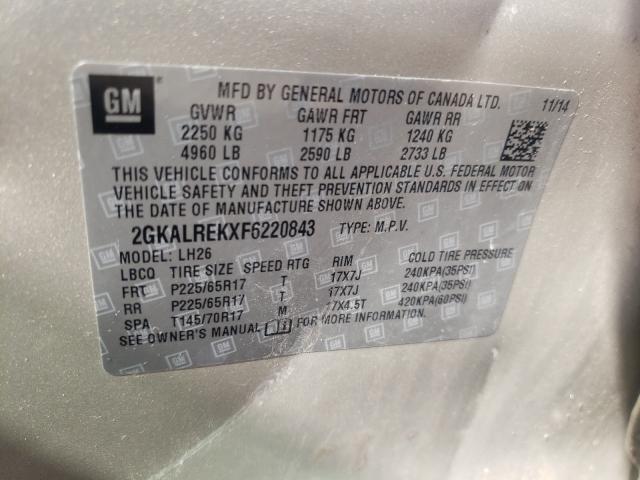 GM MFD BY GENERAL MOTORS OF CANADA LTD. 11/14
GVWR GAWR FRT GAWR RR
2250 KG 1175 KG 1240 KG
4960 LB 2590 LB 2733 LB
THIS VEHICLE CONFORMS TO ALL APPLICABLE U.S. FEDERAL MOTOR
VEHICLE SAFETY AND THEFT PREVENTION STANDARDS IN EFFECT ON
THE DATE OF MANUFACTURE SHOWN ABOVE.
2GKALREKXF6220843 TYPE: M.P.V.
MODEL: LH26
LBCQ TIRE SIZE SPEED RTG RIM COLD TIRE PRESSURE
FRT P225/65R17 T 17X7J 240KPA(35PSI)
RR P225/65R17 T 17X7J 240KPA(35PSI)
SPA T145/70R17 M 17X4.5T 420KPA(60PSI)
SEE OWNER'S MANUAL FOR MORE INFORMATION.